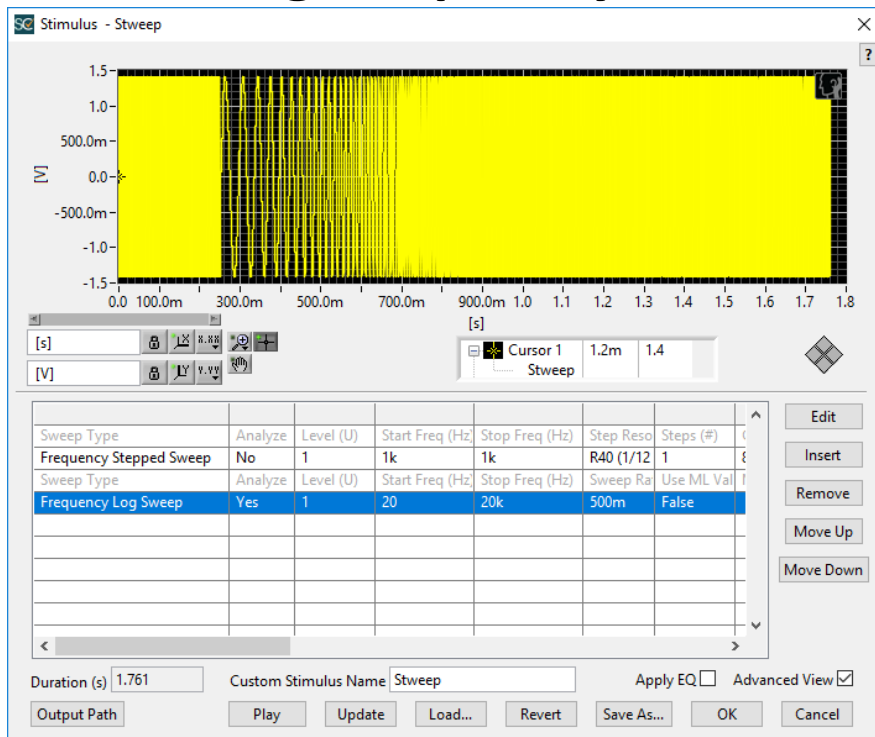 Stimulus - Stweep
?
1.5
1.0
500.0m
[V] 0.0
-500.0m
-1.0
-1.5
0.0 100.0m 300.0m 500.0m 700.0m 900.0m 1.0 1.1 1.2 1.3 1.4 1.5 1.6 1.7 1.8
[s]
[s] Cursor 1 1.2m 1.4
Stweep
[V]
Edit
Sweep Type Analyze Level (U) Start Freq (Hz) Stop Freq (Hz) Step Reso Steps (#)
Frequency Stepped Sweep No 1 1k 1k R40 (1/12 1
Insert
Sweep Type Analyze Level (U) Start Freq (Hz) Stop Freq (Hz) Sweep Ra Use ML Val
Frequency Log Sweep Yes 1 20 20k 500m False
Remove
Move Up
Move Down
Duration (s) 1.761 Custom Stimulus Name Stweep Apply EQ Advanced View
Output Path Play Update Load... Revert Save As... OK Cancel